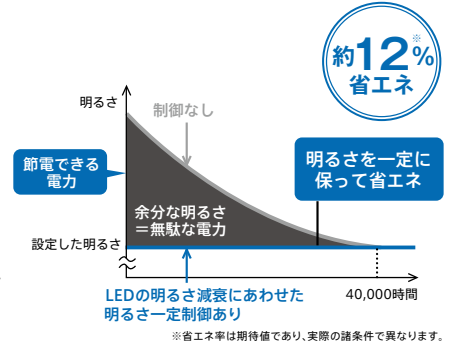 約12%※
省エネ
明るさ
制御なし
節電できる
電力
明るさを一定に
保って省エネ
余分な明るさ
＝無駄な電力
設定した明るさ
LEDの明るさ減衰にあわせた
明るさ一定制御あり
40,000時間
※省エネ率は期待値であり、実際の諸条件で異なります。